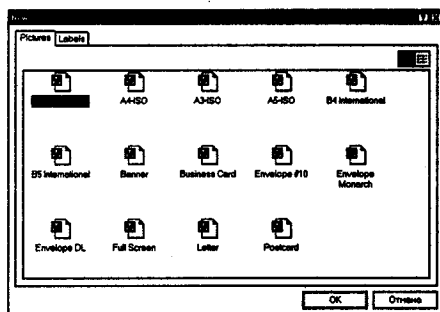 New
Pictures Labels
A4-ISO A3-ISO A5-ISO B4 International
B5 International Banner Business Card Envelope #10 Envelope Monarch
Envelope DL Full Screen Letter Postcard
OK Отмена